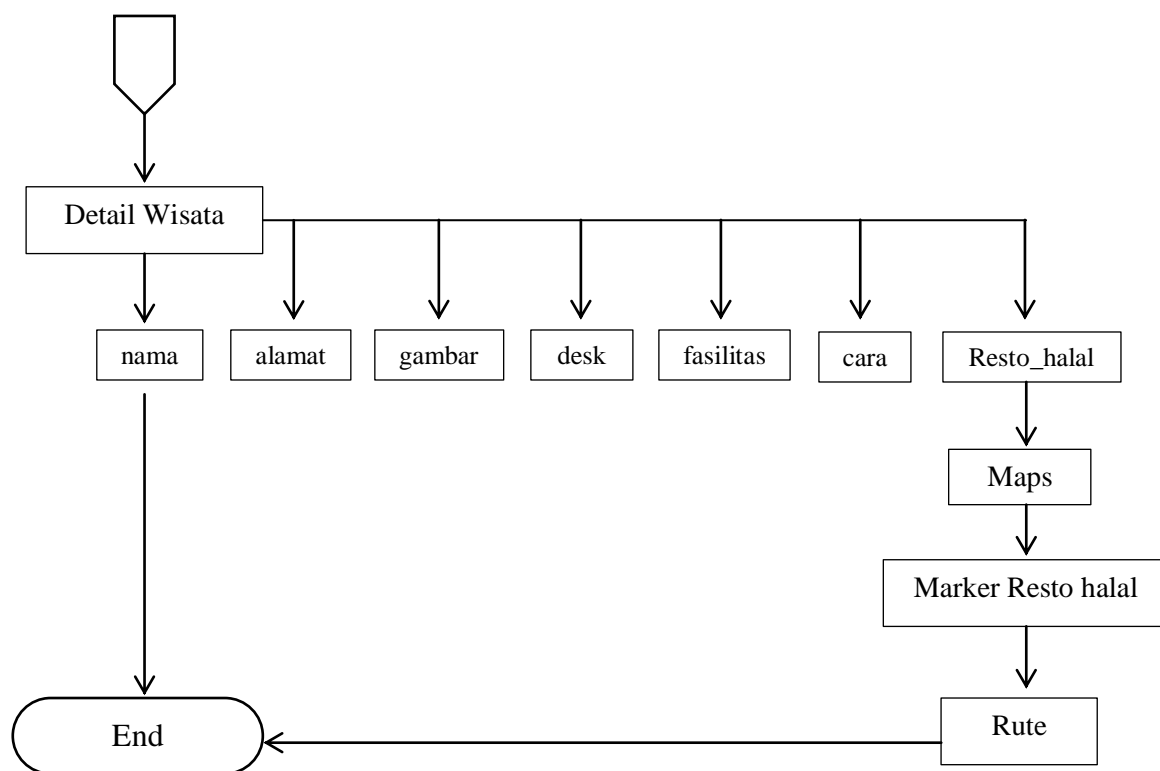 Detail Wisata
nama
alamat
gambar
desk
fasilitas
cara
Resto_halal
Maps
Marker Resto halal
Rute
End